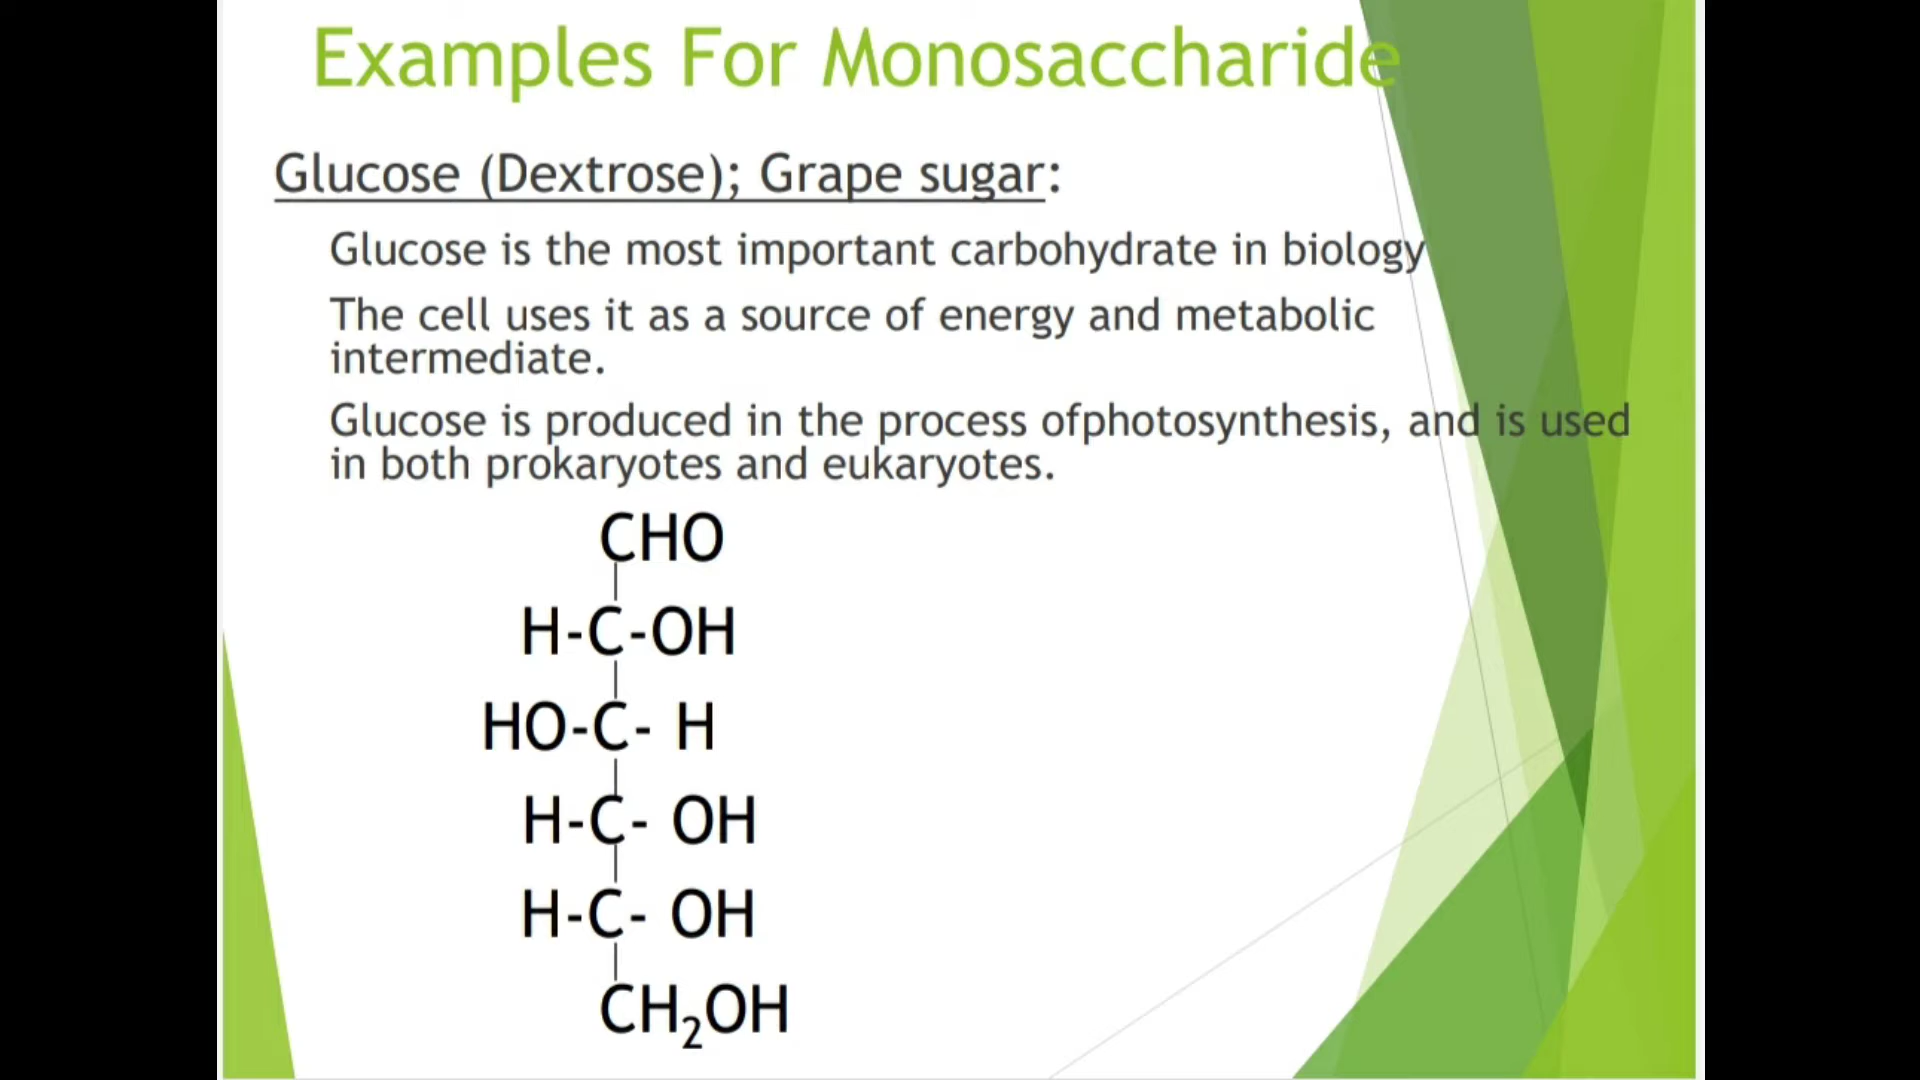 Examples For Monosaccharide
Glucose (Dextrose); Grape sugar:
Glucose is the most important carbohydrate in biology
The cell uses it as a source of energy and metabolic
intermediate.
Glucose is produced in the process ofphotosynthesis, and is used
in both prokaryotes and eukaryotes.
CHO
H-C-OH
HO-C- H
H-C- OH
H-C- OH
CH₂OH